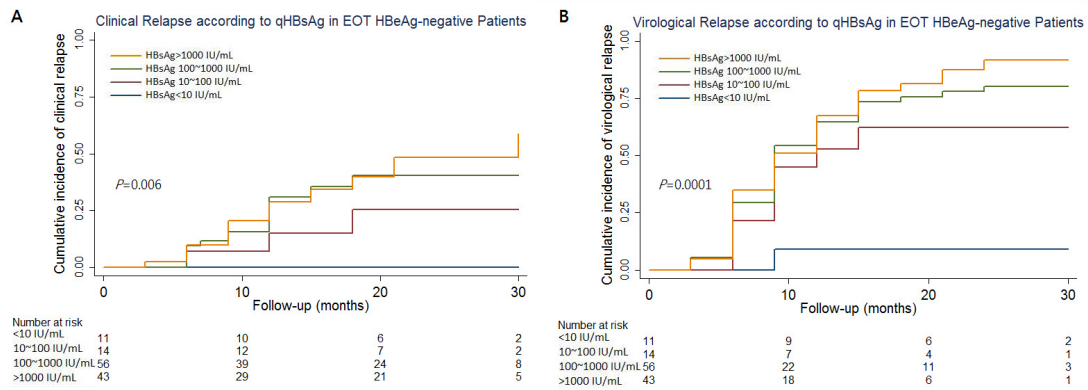 A
Clinical Relapse according to qHBsAg in EOT HBeAg-negative Patients
Cumulative incidence of clinical relapse
1.00
0.75
0.50
0.25
0.00
HBsAg>1000 IU/mL
HBsAg 100~1000 IU/mL
HBsAg 10~100 IU/mL
HBsAg<10 IU/mL
P=0.006
0 10 20 30
Follow-up (months)
Number at risk
<10 IU/mL 11 10 6 2
10~100 IU/mL 14 12 7 2
100~1000 IU/mL 56 39 24 8
>1000 IU/mL 43 29 21 5
B
Virological Relapse according to qHBsAg in EOT HBeAg-negative Patients
Cumulative incidence of virological relapse
1.00
0.75
0.50
0.25
0.00
HBsAg>1000 IU/mL
HBsAg 100~1000 IU/mL
HBsAg 10~100 IU/mL
HBsAg<10 IU/mL
P=0.0001
0 10 20 30
Follow-up (months)
Number at risk
<10 IU/mL 11 9 6 2
10~100 IU/mL 14 7 4 1
100~1000 IU/mL 56 22 11 3
>1000 IU/mL 43 18 6 1